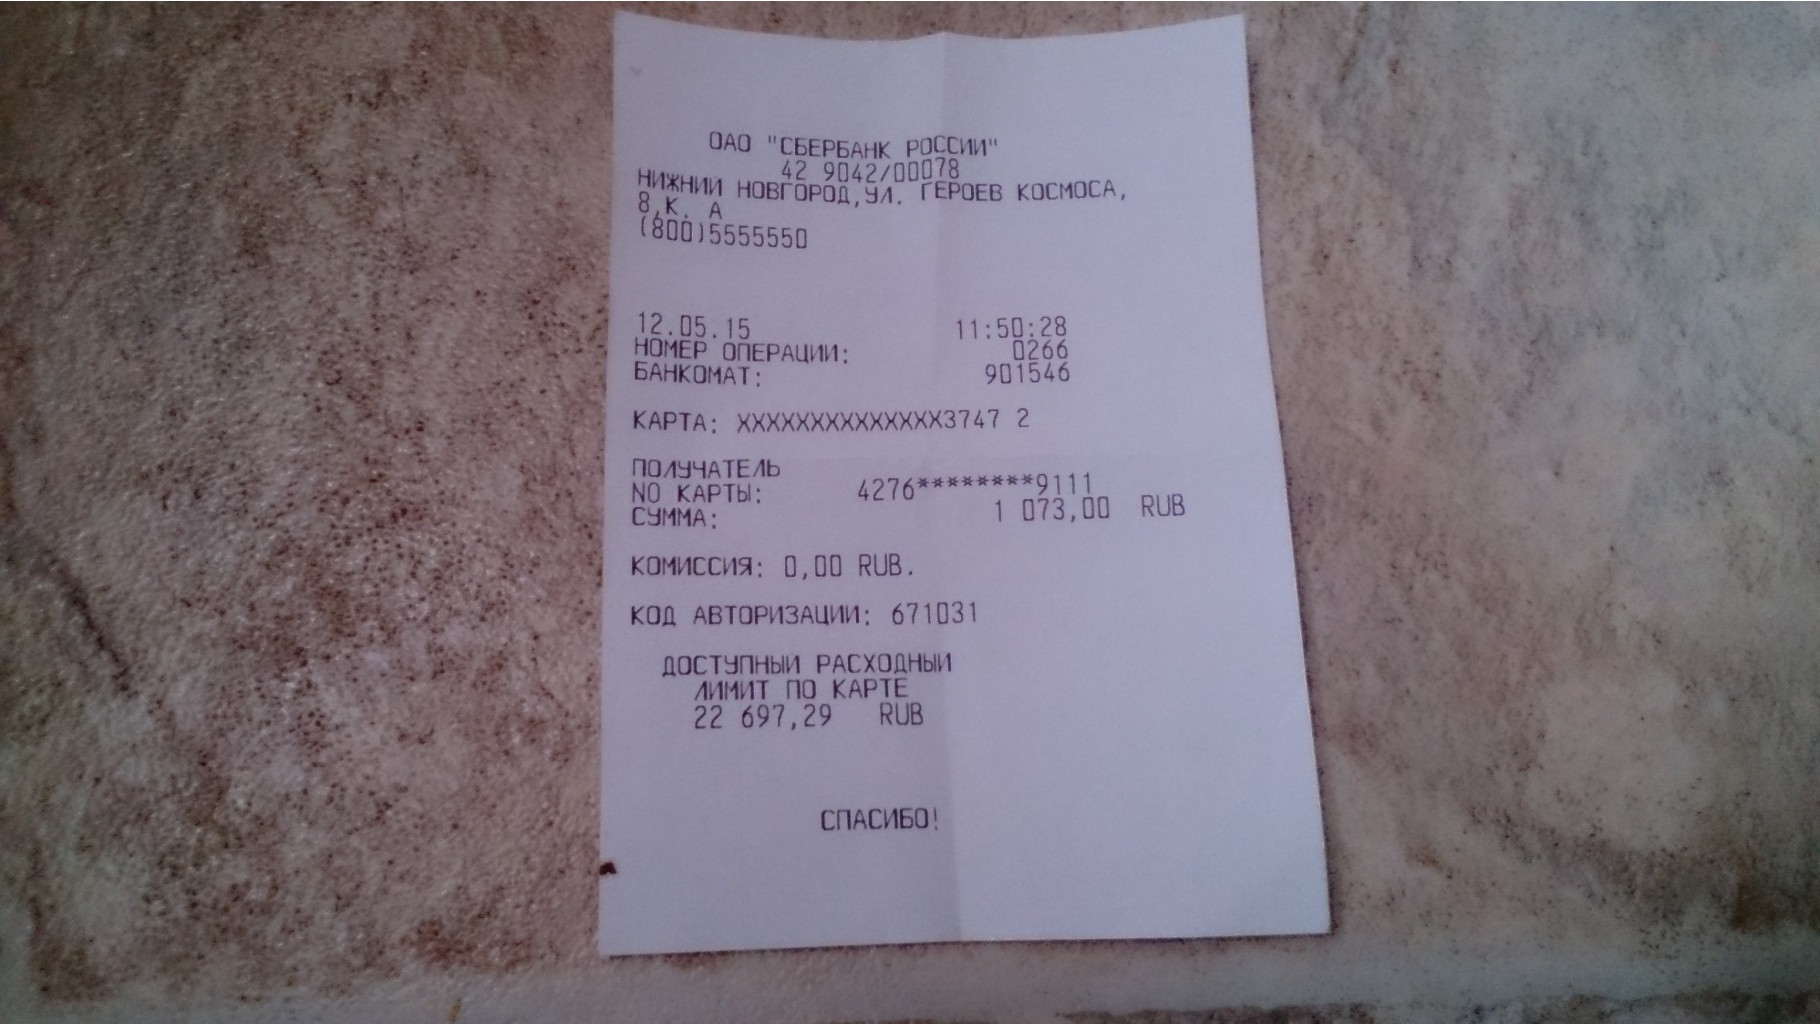 ОАО "СБЕРБАНК РОССИИ"
42 9042/00078
НИЖНИЙ НОВГОРОД,УЛ. ГЕРОЕВ КОСМОСА,
8,К. А
(800)5555550
12.05.15 11:50:28
НОМЕР ОПЕРАЦИИ: 0266
БАНКОМАТ: 901546
КАРТА: XXXXXXXXXXXXXX3747 2
ПОЛУЧАТЕЛЬ
NO КАРТЫ: 4276********9111
СУММА: 1 073,00 RUB
КОМИССИЯ: 0,00 RUB.
КОД АВТОРИЗАЦИИ: 671031
ДОСТУПНЫЙ РАСХОДНЫЙ
ЛИМИТ ПО КАРТЕ
22 697,29 RUB
СПАСИБО!